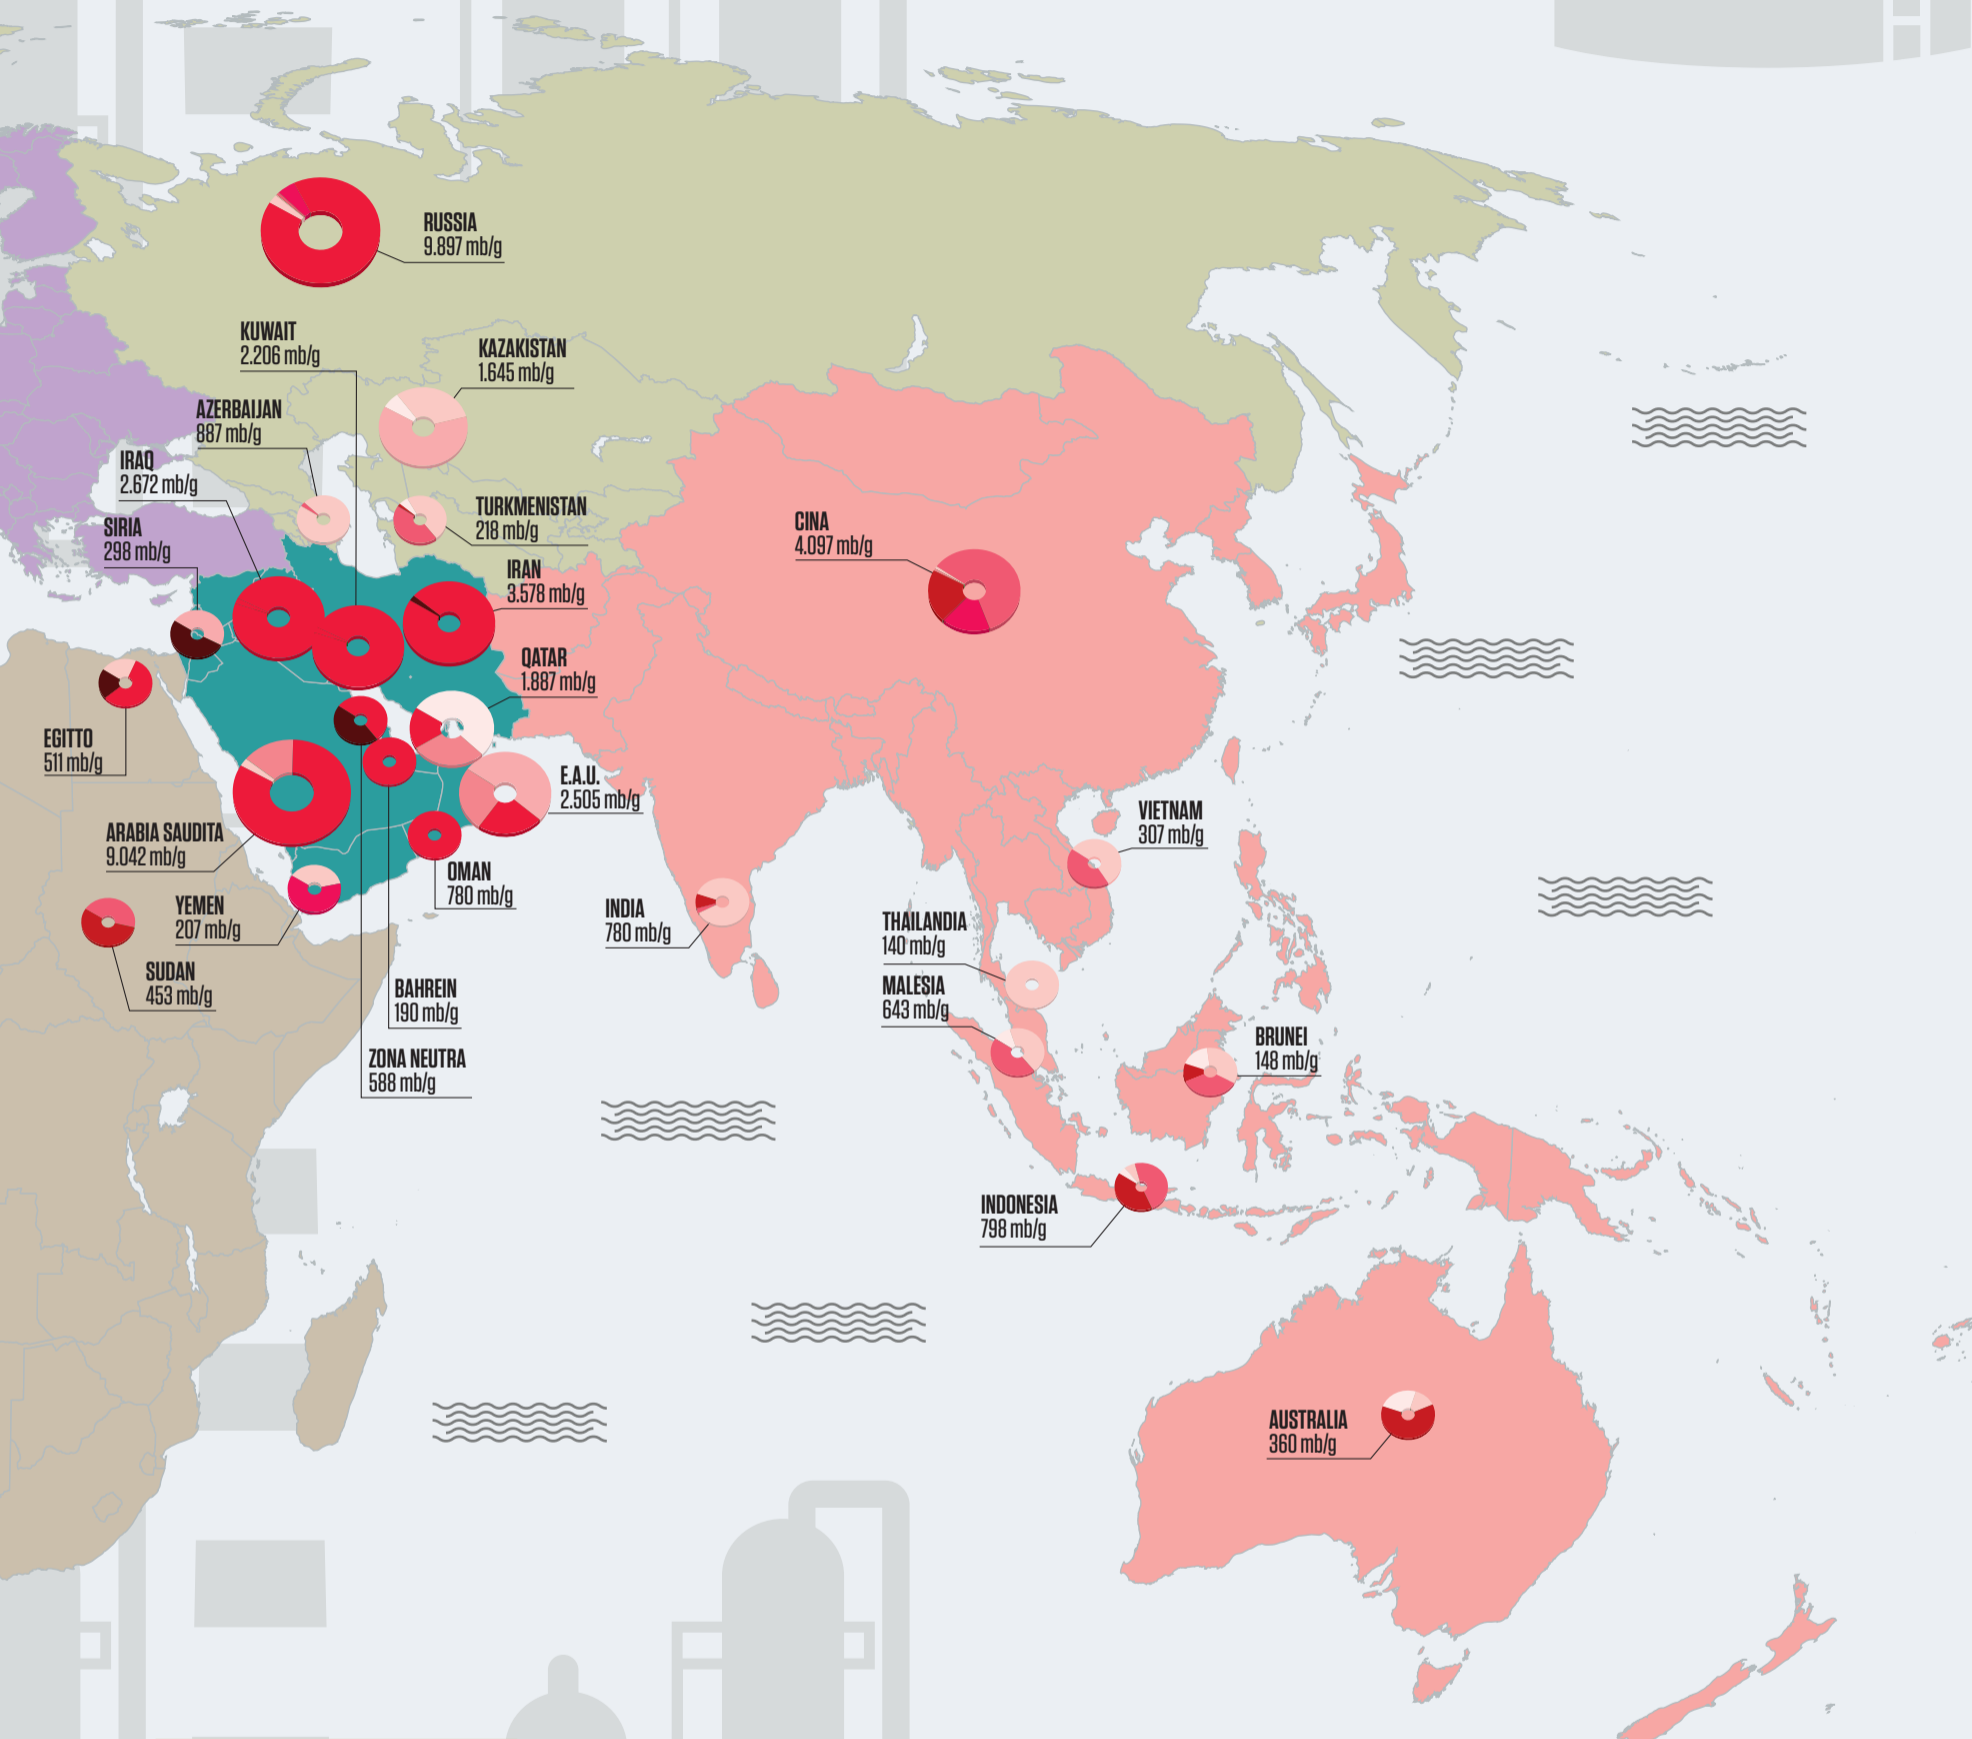 RUSSIA
9.897 mb/g
KUWAIT
2.206 mb/g
KAZAKISTAN
1.645 mb/g
AZERBAIJAN
887 mb/g
IRAQ
2.672 mb/g
TURKMENISTAN
218 mb/g
SIRIA
298 mb/g
CINA
4.097 mb/g
IRAN
3.578 mb/g
QATAR
1.887 mb/g
EGITTO
511 mb/g
E.A.U.
2.505 mb/g
VIETNAM
307 mb/g
ARABIA SAUDITA
9.042 mb/g
OMAN
780 mb/g
YEMEN
207 mb/g
INDIA
780 mb/g
THAILANDIA
140 mb/g
SUDAN
453 mb/g
BAHREIN
190 mb/g
MALESIA
643 mb/g
BRUNEI
148 mb/g
ZONA NEUTRA
588 mb/g
INDONESIA
798 mb/g
AUSTRALIA
360 mb/g